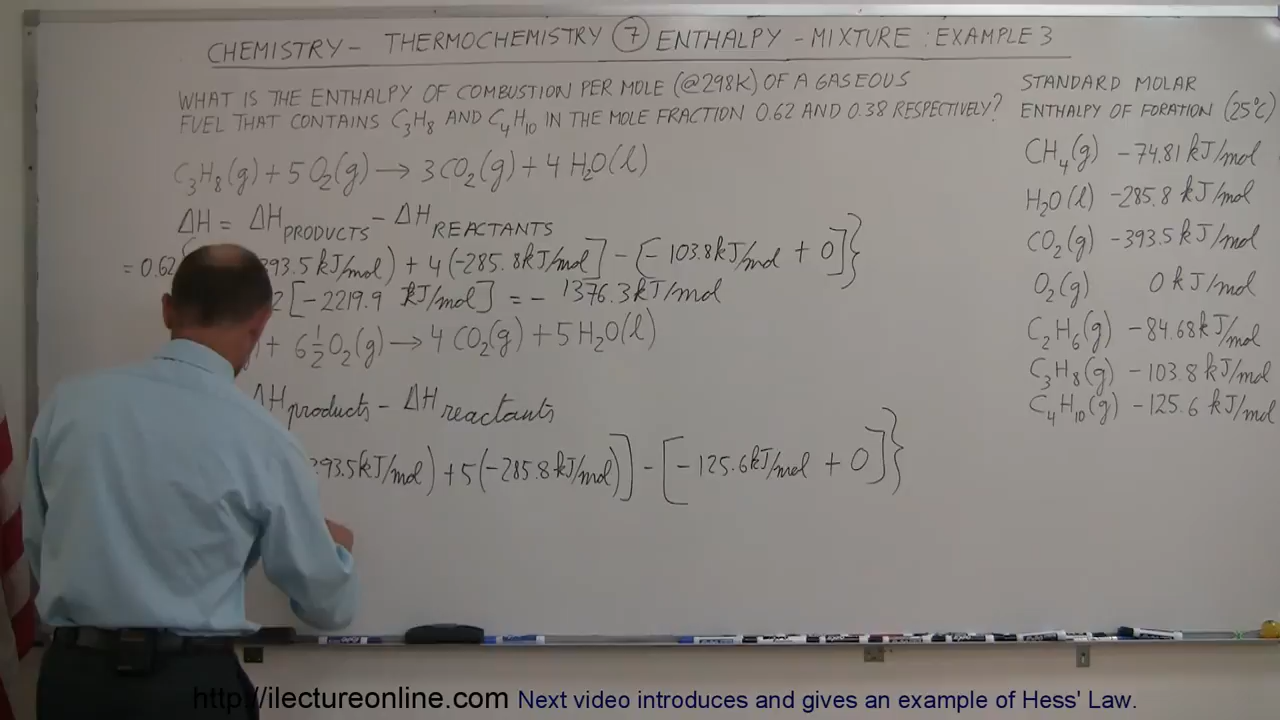 CHEMISTRY - THERMOCHEMISTRY ⑦ ENTHALPY - MIXTURE : EXAMPLE 3
WHAT IS THE ENTHALPY OF COMBUSTION PER MOLE (@298K) OF A GASEOUS
FUEL THAT CONTAINS C₃H₈ AND C₄H₁₀ IN THE MOLE FRACTION 0.62 AND 0.38 RESPECTIVELY?
C₃H₈(g) + 5 O₂(g) → 3 CO₂(g) + 4 H₂O(l)
ΔH = ΔH PRODUCTS - ΔH REACTANTS
= 0.62 393.5 kJ/mol) + 4 (-285.8 kJ/mol] - [- 103.8 kJ/mol + 0]}
2 [-2219.9 kJ/mol] = - 1376.3 kJ/mol
) + 6½ O₂(g) → 4 CO₂(g) + 5 H₂O(l)
ΔH products - ΔH reactants
393.5 kJ/mol) + 5 (-285.8 kJ/mol)] - [-125.6 kJ/mol + 0]}
STANDARD MOLAR
ENTHALPY OF FORATION (25°C)
CH₄(g) -74.81 kJ/mol
H₂O(l) -285.8 kJ/mol
CO₂(g) -393.5 kJ/mol
O₂(g) 0 kJ/mol
C₂H₆(g) -84.68 kJ/mol
C₃H₈(g) -103.8 kJ/mol
C₄H₁₀(g) -125.6 kJ/mol
http://ilectureonline.com Next video introduces and gives an example of Hess' Law.